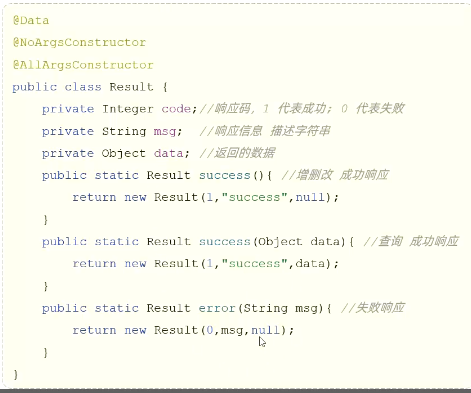 @Data
@NoArgsConstructor
@AllArgsConstructor
public class Result {
    private Integer code;//响应码，1 代表成功; 0 代表失败
    private String msg;  //响应信息 描述字符串
    private Object data; //返回的数据
    public static Result success(){ //增删改 成功响应
        return new Result(1,"success",null);
    }
    public static Result success(Object data){ //查询 成功响应
        return new Result(1,"success",data);
    }
    public static Result error(String msg){ //失败响应
        return new Result(0,msg,null);
    }
}